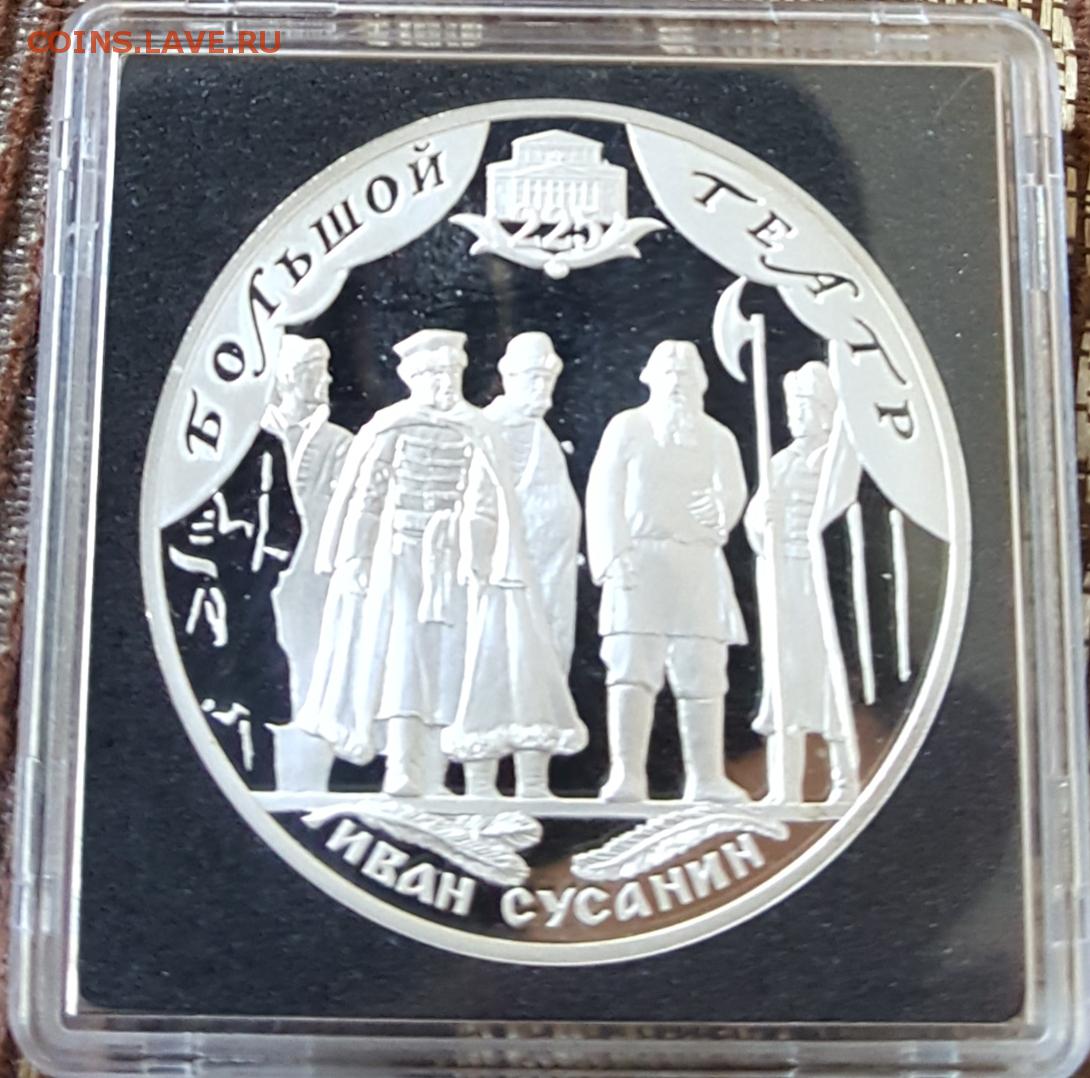 COINS.LAVE.RU
БОЛЬШОЙ ТЕАТР
225
ИВАН СУСАНИН